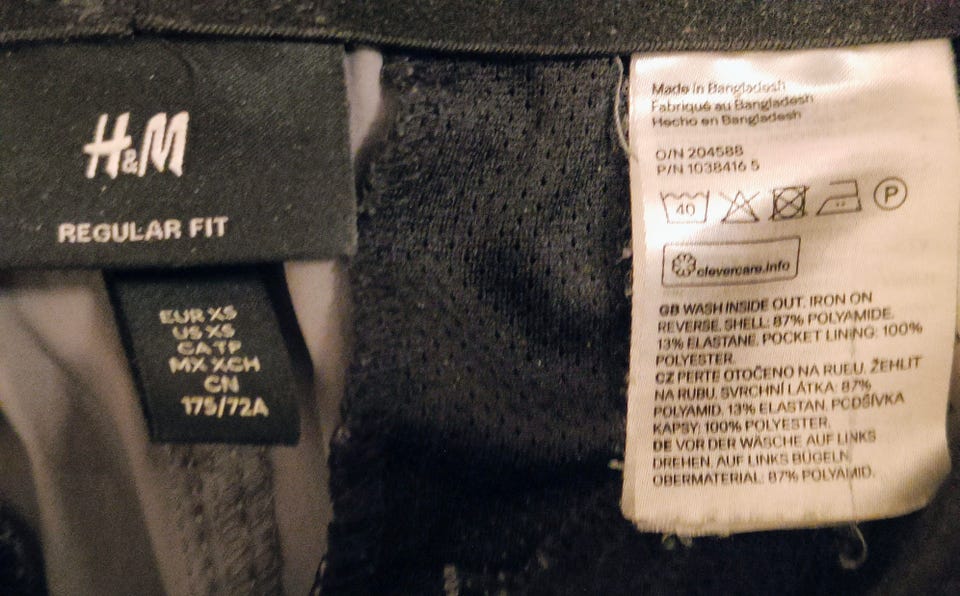 H&M
REGULAR FIT
EUR XS
US XS
CA TP
MX XCH
CN
175/72A
Made in Bangladesh
Fabriqué au Bangladesh
Hecho en Bangladesh
O/N 204588
P/N 1038416 5
40
P
clevercare.info
GB WASH INSIDE OUT, IRON ON
REVERSE, SHELL: 87% POLYAMIDE,
13% ELASTANE, POCKET LINING: 100%
POLYESTER.
CZ PERTE OTOČENO NA RUBU, ŽEHLIT
NA RUBU, SVRCHNÍ LÁTKA: 87%
POLYAMID, 13% ELASTAN, PODŠÍVKA
KAPSY: 100% POLYESTER.
DE VOR DER WÄSCHE AUF LINKS
DREHEN, AUF LINKS BÜGELN,
OBERMATERIAL: 87% POLYAMID.